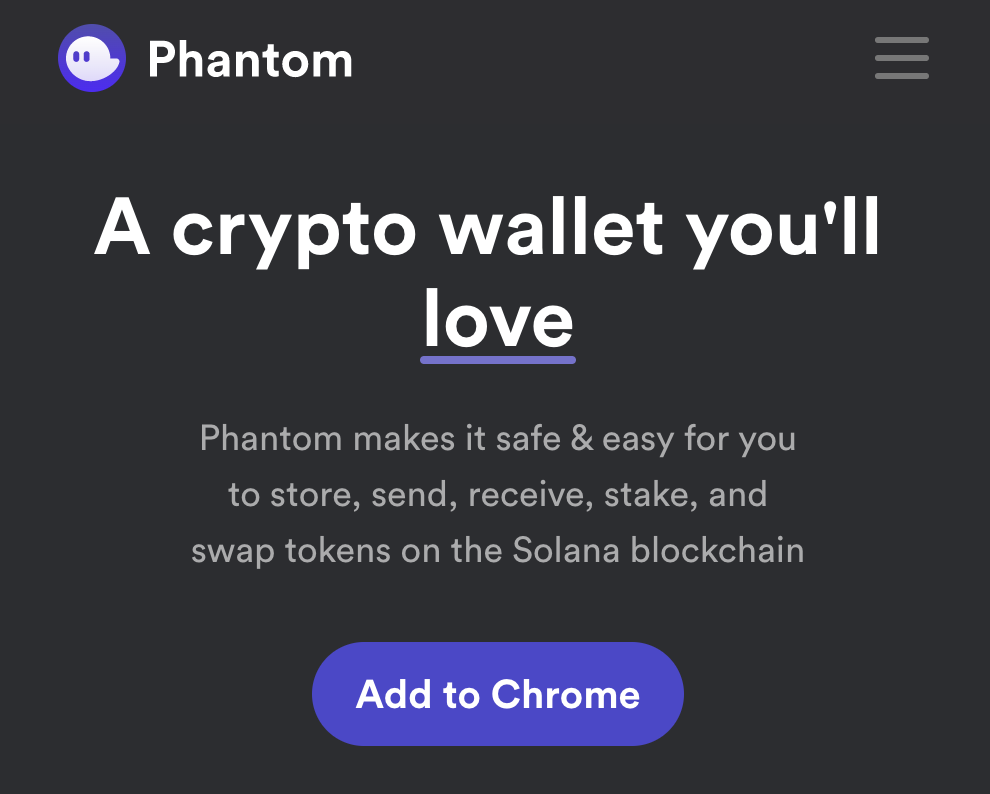 Phantom
A crypto wallet you'll
love
Phantom makes it safe & easy for you
to store, send, receive, stake, and
swap tokens on the Solana blockchain
Add to Chrome